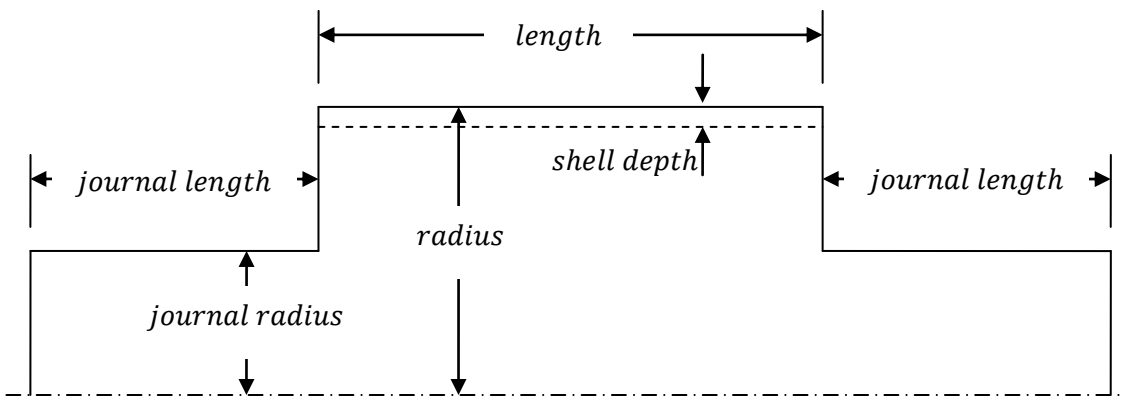 length
shell depth
journal length
journal length
radius
journal radius